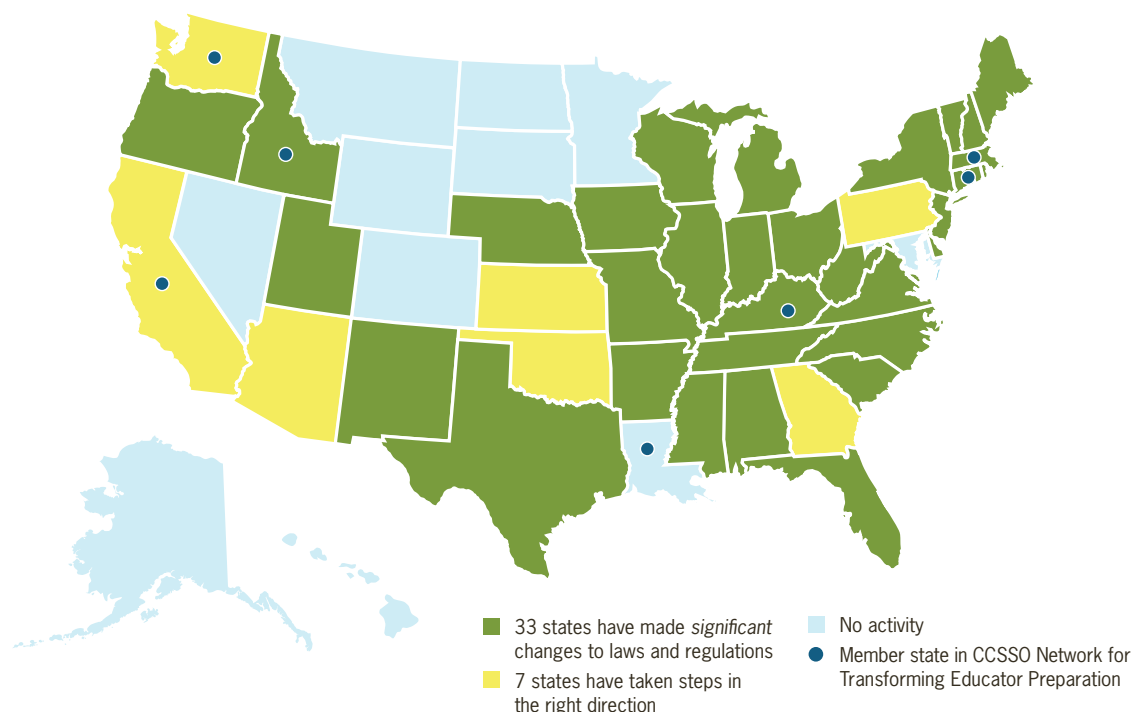 33 states have made significant
changes to laws and regulations
7 states have taken steps in
the right direction
No activity
Member state in CCSSO Network for
Transforming Educator Preparation